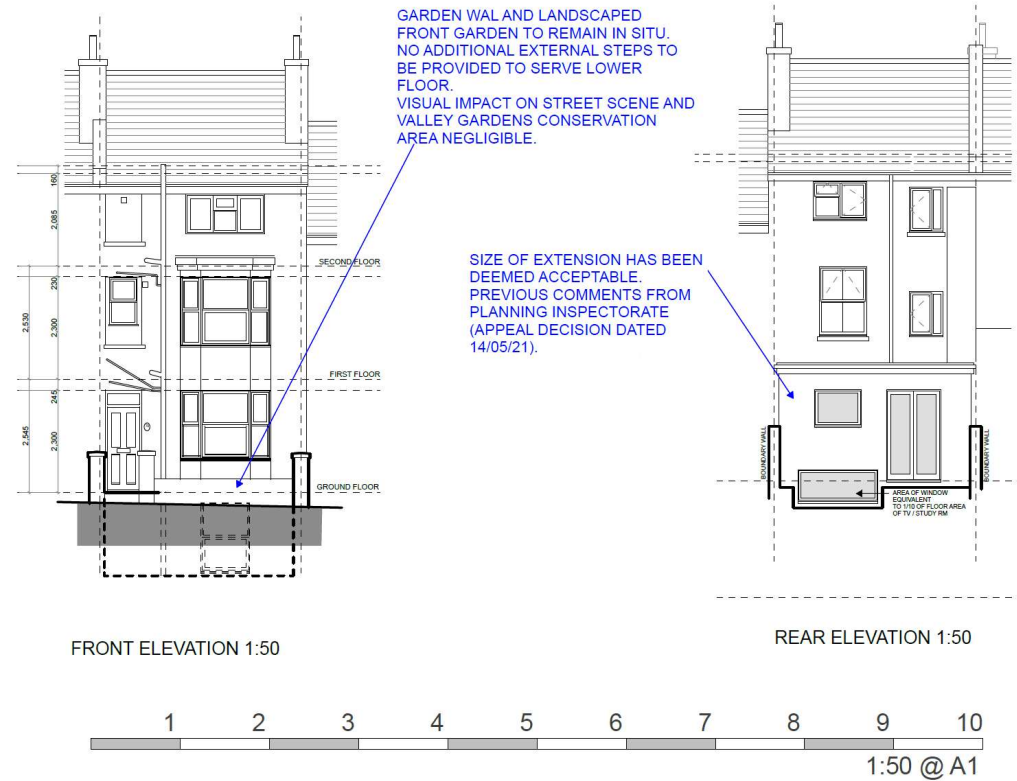 GARDEN WAL AND LANDSCAPED
FRONT GARDEN TO REMAIN IN SITU.
NO ADDITIONAL EXTERNAL STEPS TO
BE PROVIDED TO SERVE LOWER
FLOOR.
VISUAL IMPACT ON STREET SCENE AND
VALLEY GARDENS CONSERVATION
AREA NEGLIGIBLE.
SIZE OF EXTENSION HAS BEEN
DEEMED ACCEPTABLE.
PREVIOUS COMMENTS FROM
PLANNING INSPECTORATE
(APPEAL DECISION DATED
14/05/21).
160
2,085
SECOND FLOOR
230
2,530
2,300
FIRST FLOOR
245
2,545
2,300
GROUND FLOOR
BOUNDARY WALL
BOUNDARY WALL
AREA OF WINDOW
EQUIVALENT
TO 1/10 OF FLOOR AREA
OF TV / STUDY RM
FRONT ELEVATION 1:50
REAR ELEVATION 1:50
1 2 3 4 5 6 7 8 9 10
1:50 @ A1